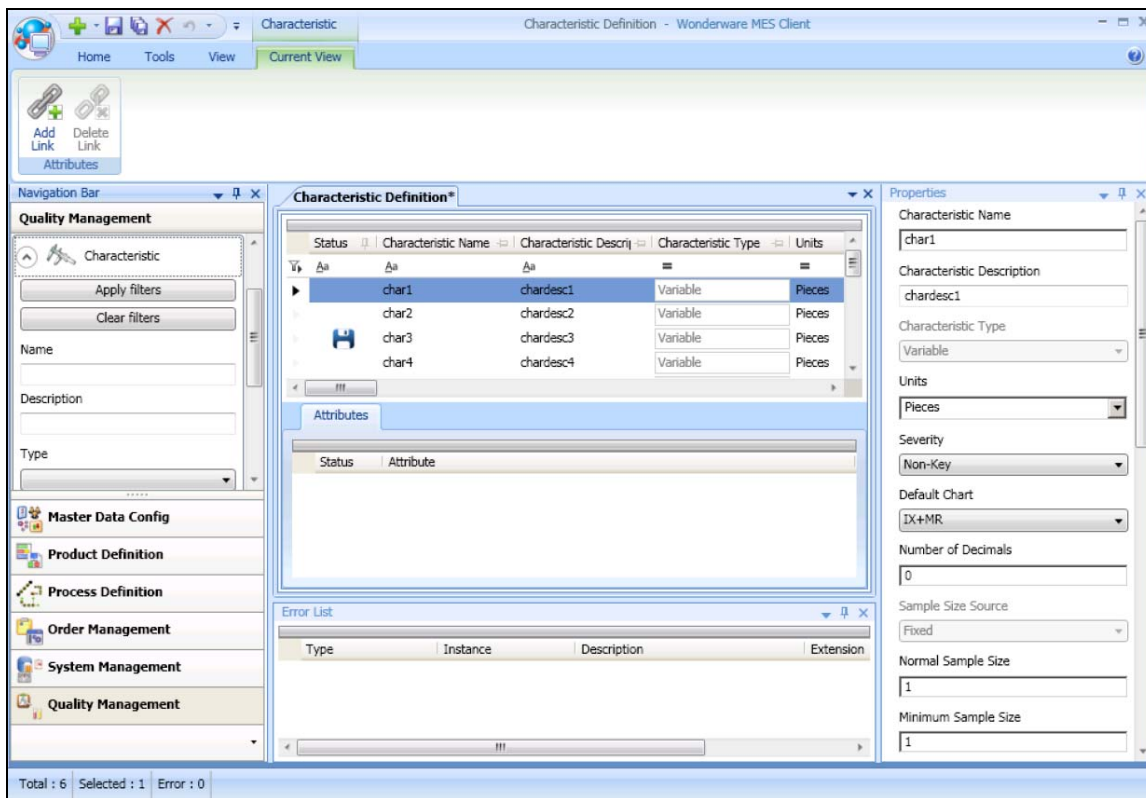 Characteristic
Characteristic Definition - Wonderware MES Client
Home Tools View Current View
Add Link
Delete Link
Attributes
Navigation Bar
Quality Management
Characteristic
Apply filters
Clear filters
Name
Description
Type
Master Data Config
Product Definition
Process Definition
Order Management
System Management
Quality Management
Characteristic Definition*
Status Characteristic Name Characteristic Descrip Characteristic Type Units
Aa Aa Aa = =
char1 chardesc1 Variable Pieces
char2 chardesc2 Variable Pieces
char3 chardesc3 Variable Pieces
char4 chardesc4 Variable Pieces
Attributes
Status Attribute
Error List
Type Instance Description Extension
Properties
Characteristic Name
char1
Characteristic Description
chardesc1
Characteristic Type
Variable
Units
Pieces
Severity
Non-Key
Default Chart
IX+MR
Number of Decimals
0
Sample Size Source
Fixed
Normal Sample Size
1
Minimum Sample Size
1
Total : 6 Selected : 1 Error : 0